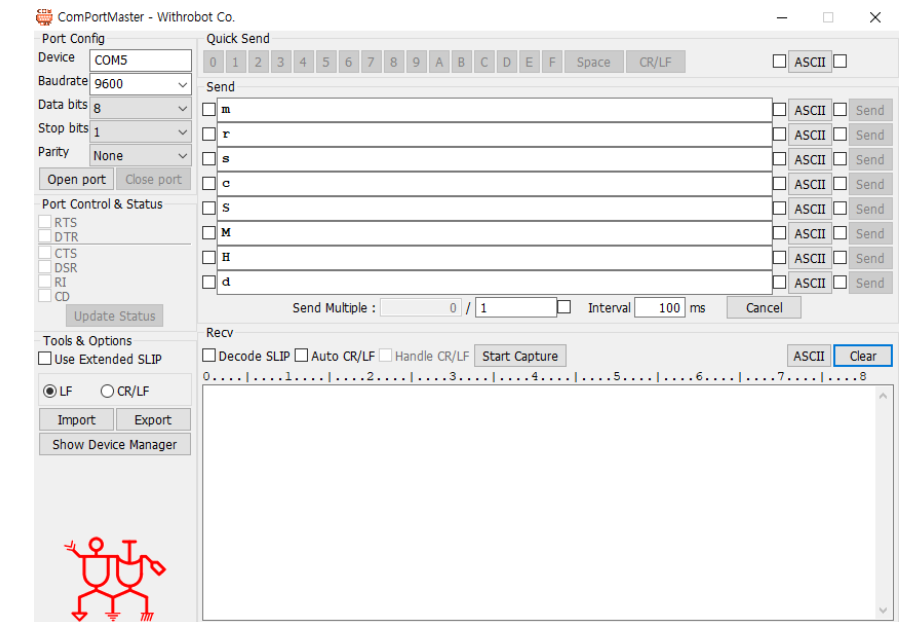 ComPortMaster - Withrobot Co.
Port Config
Device COM5
Baudrate 9600
Data bits 8
Stop bits 1
Parity None
Open port Close port
Port Control & Status
RTS
DTR
CTS
DSR
RI
CD
Update Status
Tools & Options
Use Extended SLIP
LF CR/LF
Import Export
Show Device Manager
Quick Send
0 1 2 3 4 5 6 7 8 9 A B C D E F Space CR/LF ASCII
Send
m ASCII Send
r ASCII Send
s ASCII Send
c ASCII Send
S ASCII Send
M ASCII Send
H ASCII Send
d ASCII Send
Send Multiple : 0 / 1 Interval 100 ms Cancel
Recv
Decode SLIP Auto CR/LF Handle CR/LF Start Capture ASCII Clear
0....|....1....|....2....|....3....|....4....|....5....|....6....|....7....|....8